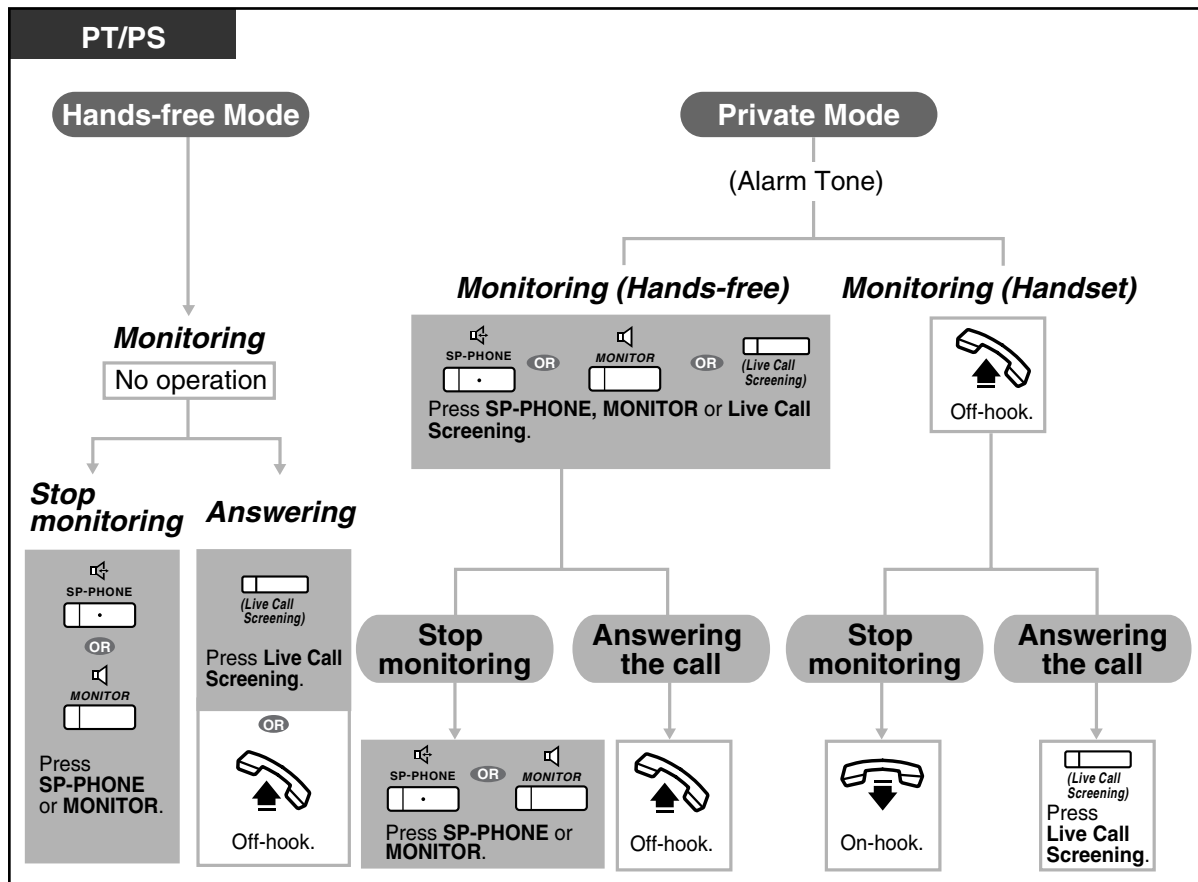 PT/PS
Hands-free Mode
Monitoring
No operation
Stop
monitoring
SP-PHONE
OR
MONITOR
Press
SP-PHONE
or MONITOR.
Answering
(Live Call
Screening)
Press Live Call
Screening.
OR
Off-hook.
Private Mode
(Alarm Tone)
Monitoring (Hands-free)
SP-PHONE
OR
MONITOR
OR
(Live Call
Screening)
Press SP-PHONE, MONITOR or Live Call
Screening.
Stop
monitoring
SP-PHONE
OR
MONITOR
Press SP-PHONE or
MONITOR.
Answering
the call
Off-hook.
Monitoring (Handset)
Off-hook.
Stop
monitoring
On-hook.
Answering
the call
(Live Call
Screening)
Press
Live Call
Screening.